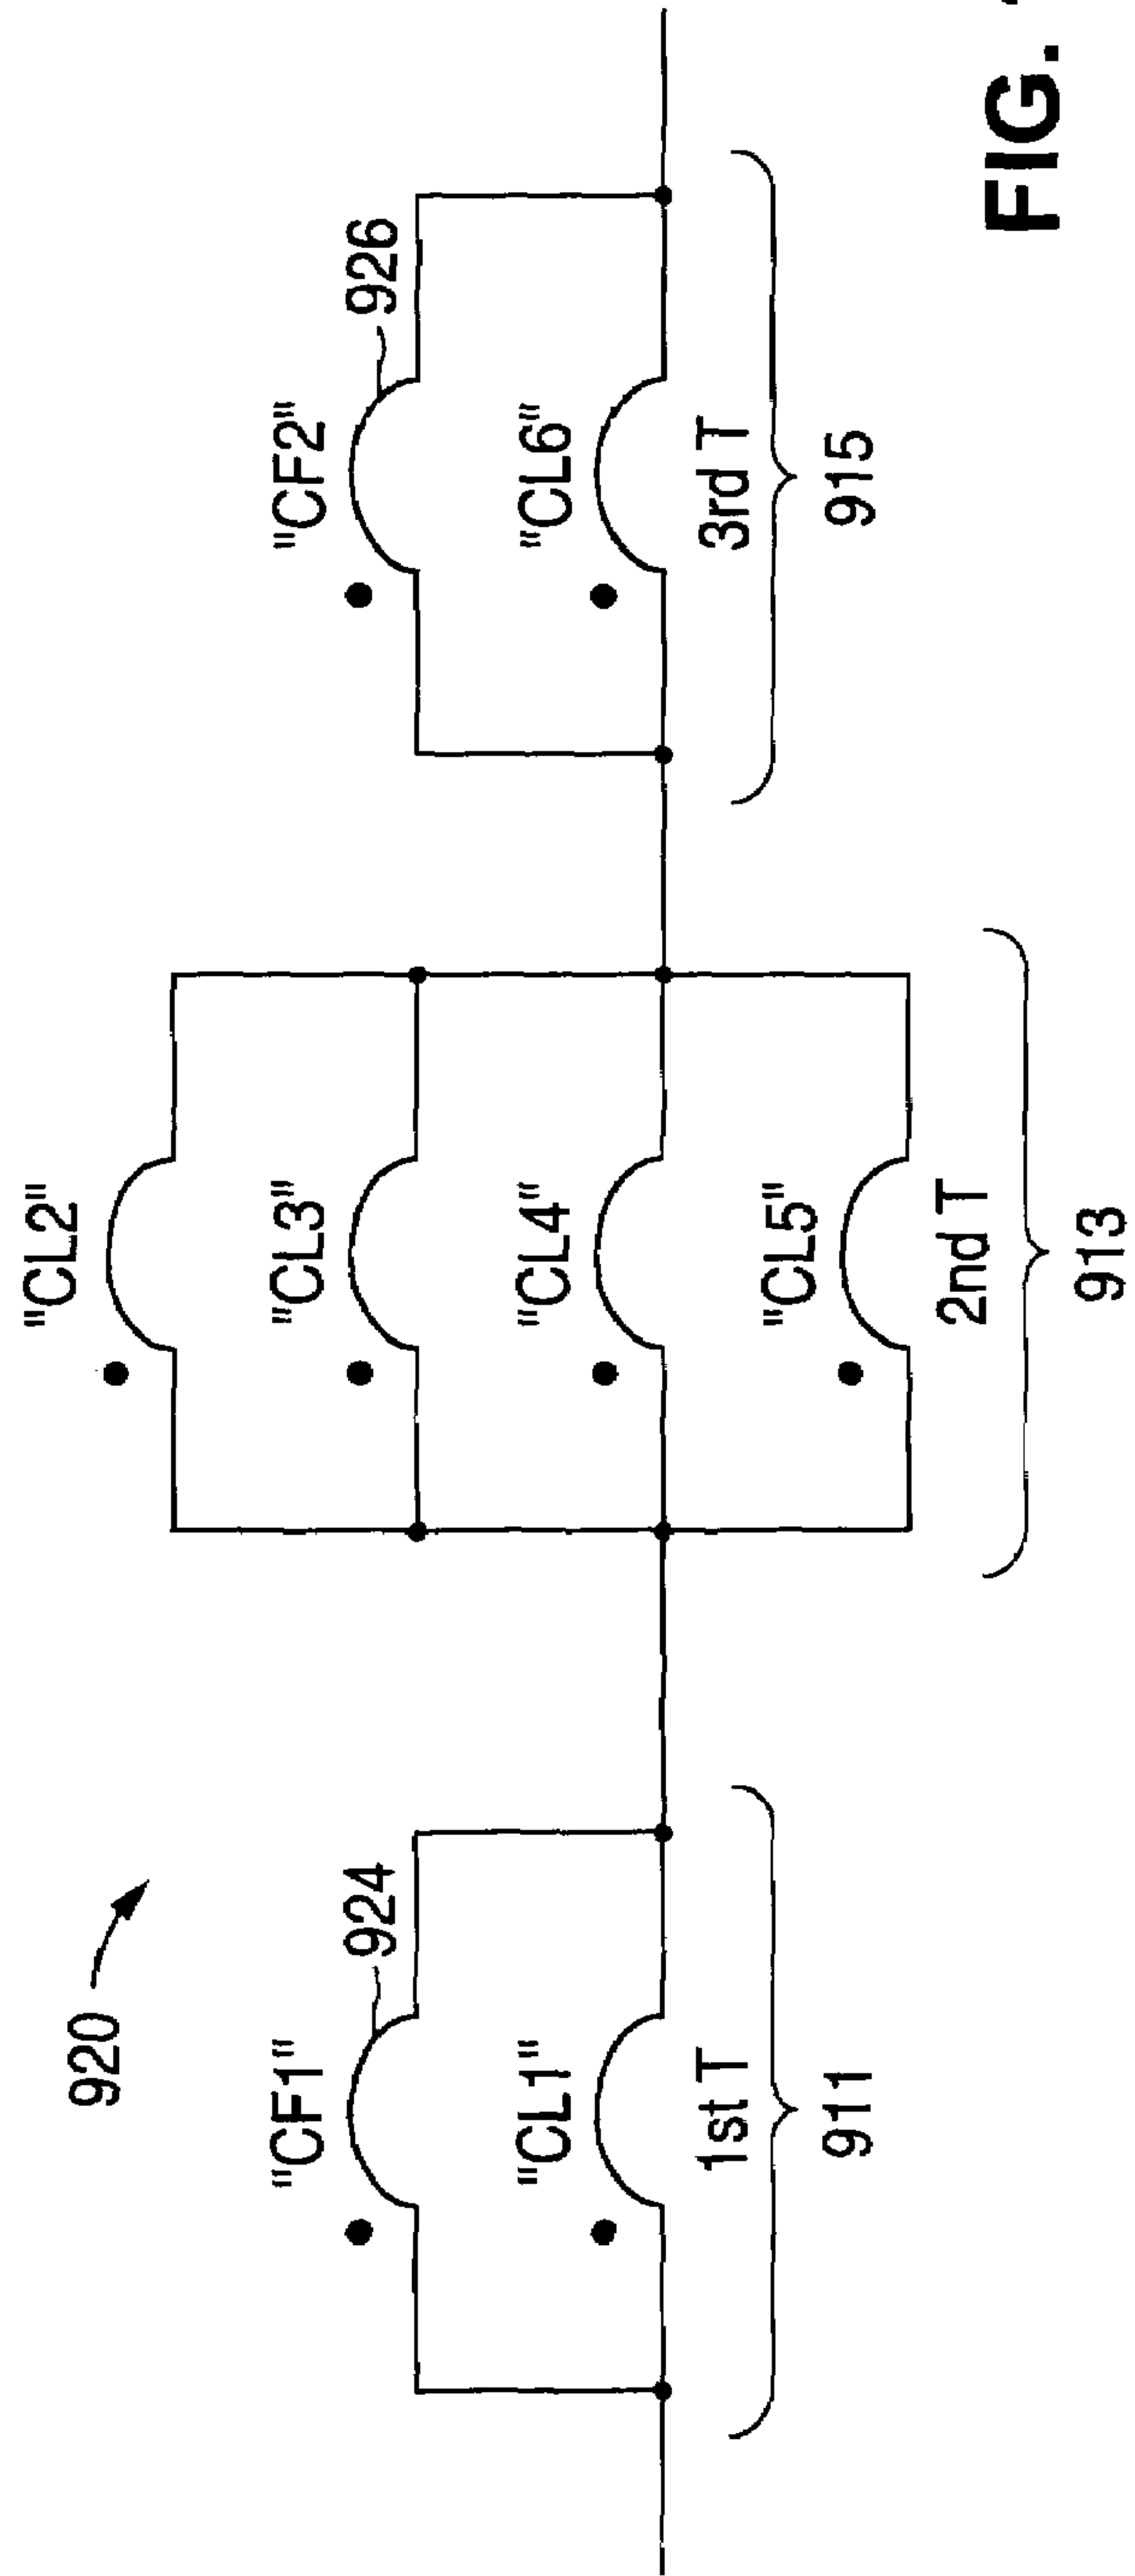 920
"CF1"
924
"CL1"
1st T
911
"CL2"
"CL3"
"CL4"
"CL5"
2nd T
913
"CF2"
926
"CL6"
3rd T
915
FIG.